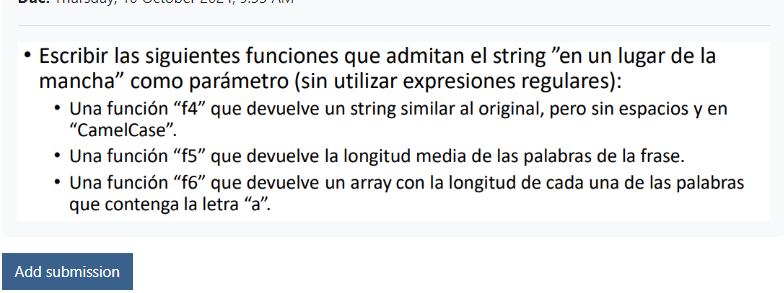 Due: Thursday, 10 October 2024, 9:55 AM
• Escribir las siguientes funciones que admitan el string ”en un lugar de la
mancha” como parámetro (sin utilizar expresiones regulares):
• Una función “f4” que devuelve un string similar al original, pero sin espacios y en
“CamelCase”.
• Una función “f5” que devuelve la longitud media de las palabras de la frase.
• Una función “f6” que devuelve un array con la longitud de cada una de las palabras
que contenga la letra “a”.
Add submission